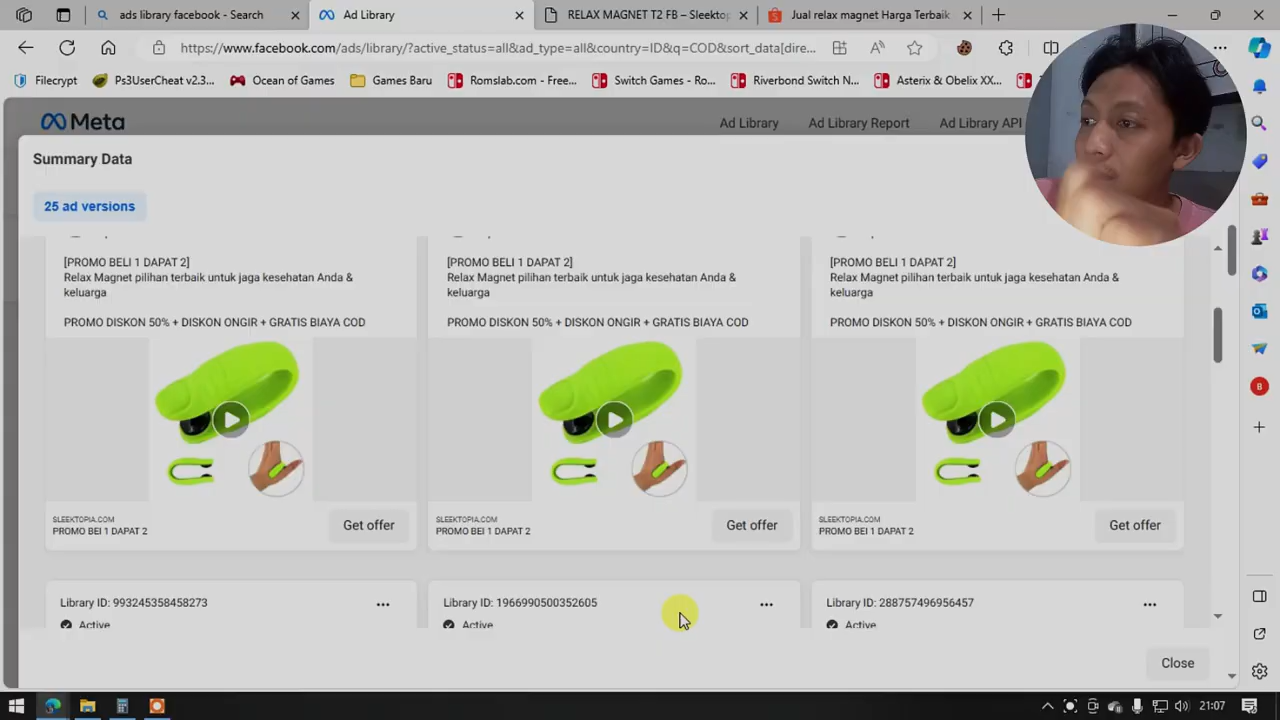 ads library facebook - Search
Ad Library
RELAX MAGNET T2 FB – Sleektop
Jual relax magnet Harga Terbaik
https://www.facebook.com/ads/library/?active_status=all&ad_type=all&country=ID&q=COD&sort_data[dire...
Filecrypt
Ps3UserCheat v2.3...
Ocean of Games
Games Baru
Romslab.com - Free...
Switch Games - Ro...
Riverbond Switch N...
Asterix & Obelix XX...
Meta
Ad Library
Ad Library Report
Ad Library API
Summary Data
25 ad versions
[PROMO BELI 1 DAPAT 2]
Relax Magnet pilihan terbaik untuk jaga kesehatan Anda &
keluarga
PROMO DISKON 50% + DISKON ONGIR + GRATIS BIAYA COD
[PROMO BELI 1 DAPAT 2]
Relax Magnet pilihan terbaik untuk jaga kesehatan Anda &
keluarga
PROMO DISKON 50% + DISKON ONGIR + GRATIS BIAYA COD
[PROMO BELI 1 DAPAT 2]
Relax Magnet pilihan terbaik untuk jaga kesehatan Anda &
keluarga
PROMO DISKON 50% + DISKON ONGIR + GRATIS BIAYA COD
SLEEKTOPIA.COM
PROMO BEI 1 DAPAT 2
Get offer
SLEEKTOPIA.COM
PROMO BEI 1 DAPAT 2
Get offer
SLEEKTOPIA.COM
PROMO BEI 1 DAPAT 2
Get offer
Library ID: 993245358458273
Active
Library ID: 1966990500352605
Active
Library ID: 288757496956457
Active
Close
21:07